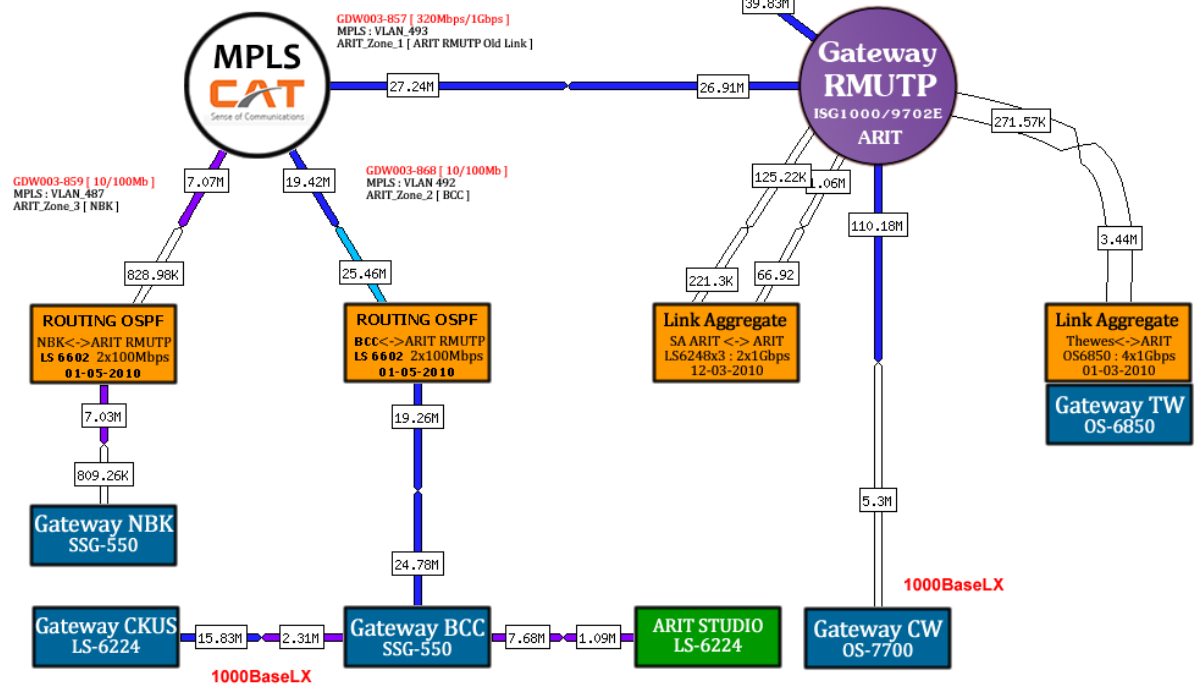 39.83M
GDW003-857 [ 320Mbps/1Gbps ]
MPLS : VLAN_493
ARIT_Zone_1 [ ARIT RMUTP Old Link ]
MPLS
CAT
Sense of Communications
27.24M
26.91M
Gateway
RMUTP
ISG1000/9702E
ARIT
271.57K
GDW003-859 [ 10/100Mb ]
MPLS : VLAN_487
ARIT_Zone_3 [ NBK ]
7.07M
19.42M
GDW003-868 [ 10/100Mb ]
MPLS : VLAN 492
ARIT_Zone_2 [ BCC ]
125.22K
1.06M
110.18M
3.44M
828.98K
25.46M
221.3K
66.92
ROUTING OSPF
NBK<->ARIT RMUTP
LS 6602 2x100Mbps
01-05-2010
ROUTING OSPF
BCC<->ARIT RMUTP
LS 6602 2x100Mbps
01-05-2010
Link Aggregate
SA ARIT <-> ARIT
LS6248x3 : 2x1Gbps
12-03-2010
Link Aggregate
Thewes<->ARIT
OS6850 : 4x1Gbps
01-03-2010
Gateway TW
OS-6850
7.03M
19.26M
809.26K
5.3M
Gateway NBK
SSG-550
24.78M
1000BaseLX
Gateway CKUS
LS-6224
15.83M
2.31M
Gateway BCC
SSG-550
7.68M
1.09M
ARIT STUDIO
LS-6224
Gateway CW
OS-7700
1000BaseLX